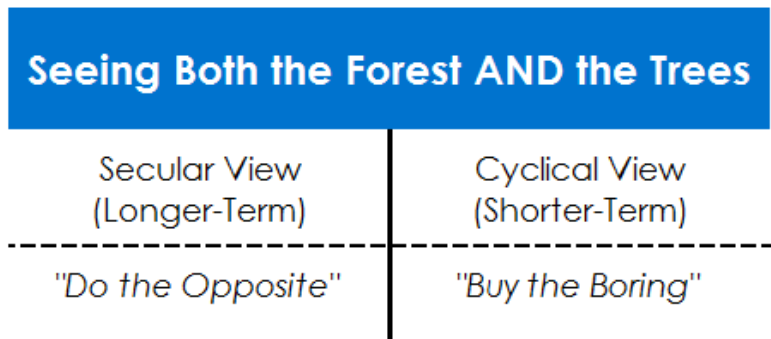 Seeing Both the Forest AND the Trees
Secular View
(Longer-Term)
Cyclical View
(Shorter-Term)
"Do the Opposite"
"Buy the Boring"